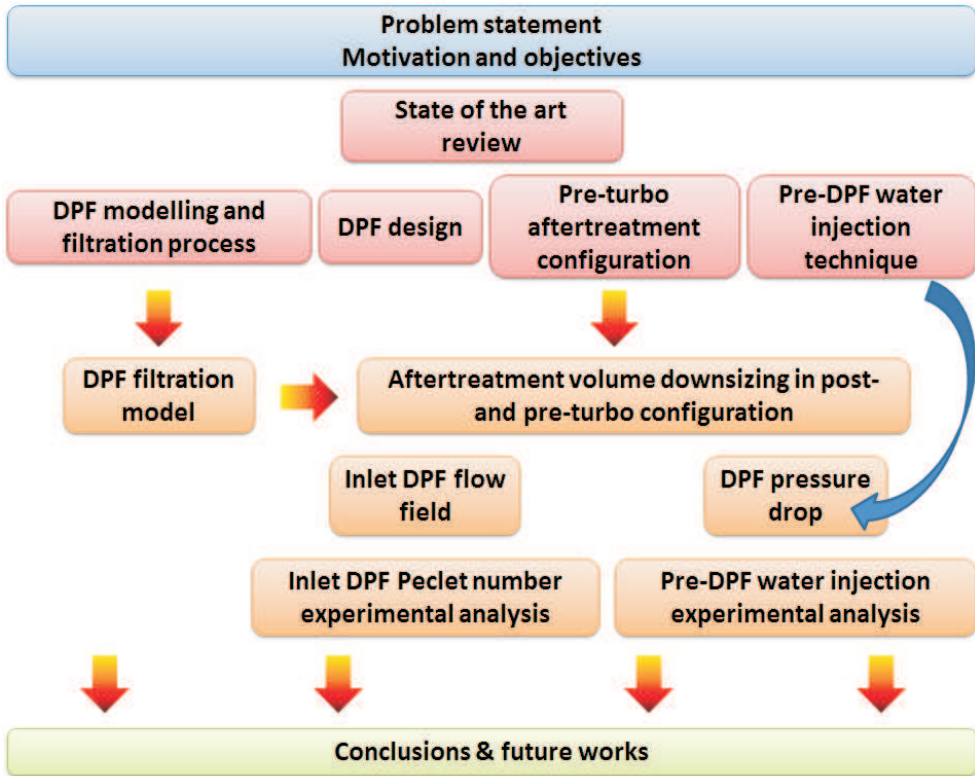 Problem statement
Motivation and objectives
State of the art
review
DPF modelling and
filtration process
DPF design
Pre-turbo
aftertreatment
configuration
Pre-DPF water
injection
technique
DPF filtration
model
Aftertreatment volume downsizing in post-
and pre-turbo configuration
Inlet DPF flow
field
DPF pressure
drop
Inlet DPF Peclet number
experimental analysis
Pre-DPF water injection
experimental analysis
Conclusions & future works